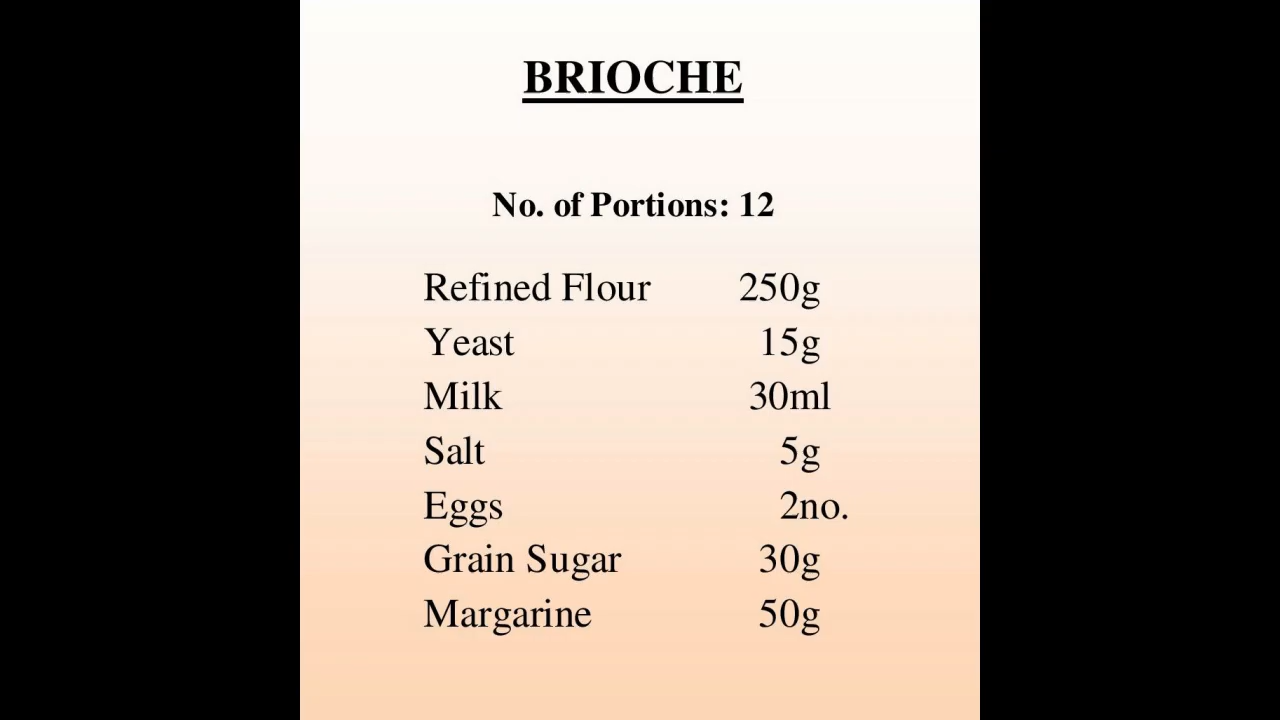 BRIOCHE
No. of Portions: 12
Refined Flour 250g
Yeast 15g
Milk 30ml
Salt 5g
Eggs 2no.
Grain Sugar 30g
Margarine 50g